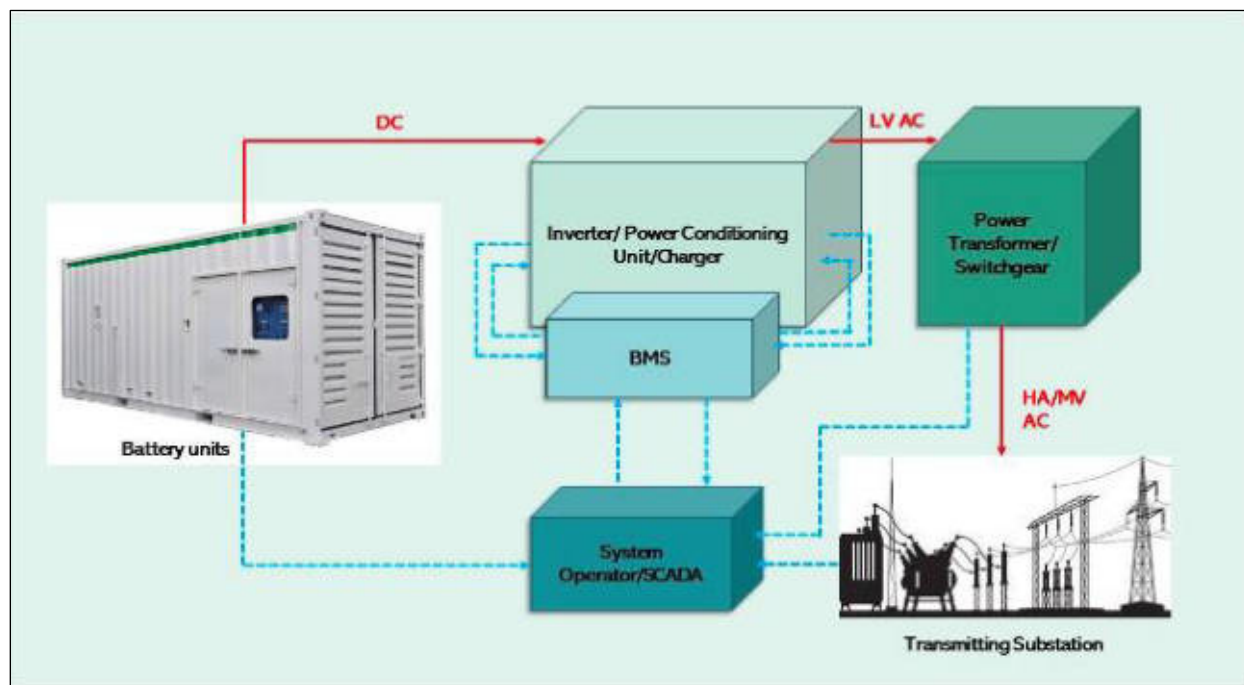 DC
LV AC
Inverter/ Power Conditioning
Unit/Charger
Power
Transformer/
Switchgear
BMS
HA/MV
AC
Battery units
System
Operator/SCADA
Transmitting Substation